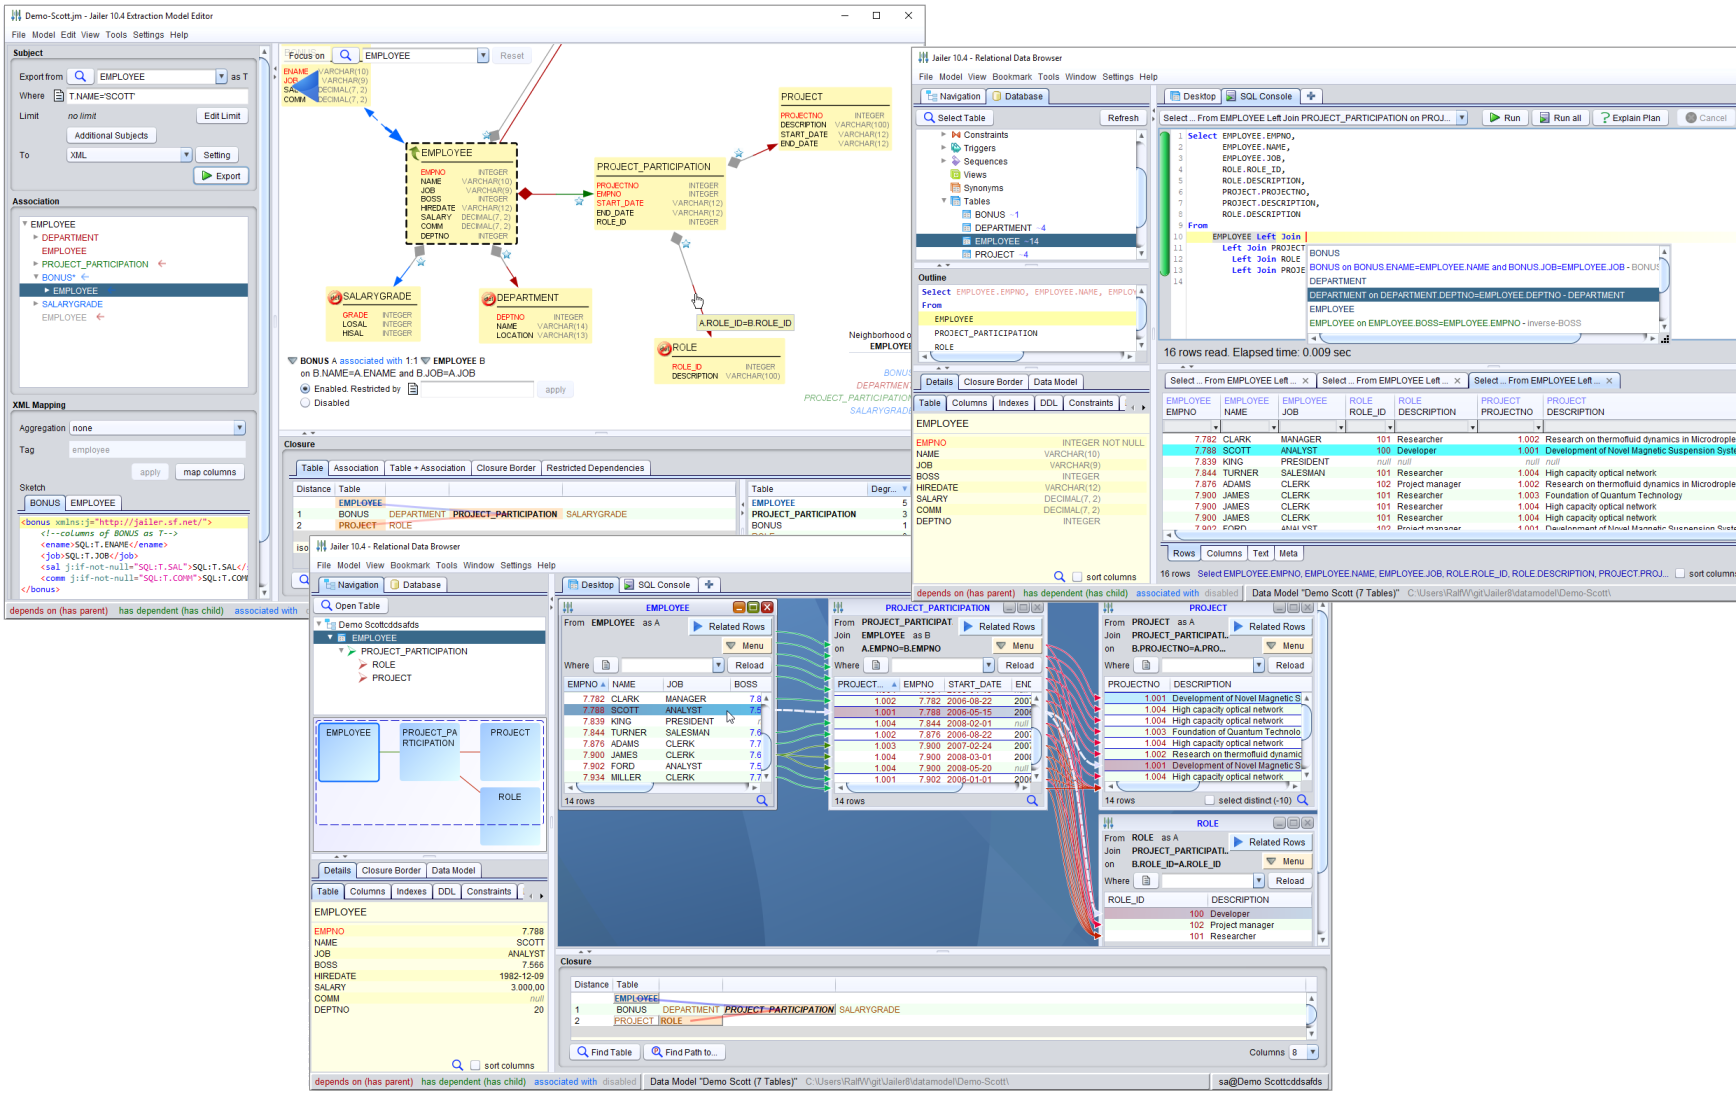 Demo-Scott.jm - Jailer 10.4 Extraction Model Editor
File Model Edit View Tools Settings Help
Subject
Export from EMPLOYEE as T
Where T.NAME='SCOTT'
Limit no limit Edit Limit
Additional Subjects
To XML Setting
Export
Association
EMPLOYEE
DEPARTMENT
EMPLOYEE
PROJECT_PARTICIPATION
BONUS*
EMPLOYEE
SALARYGRADE
EMPLOYEE
XML Mapping
Aggregation none
Tag employee
apply map columns
Sketch
BONUS EMPLOYEE
<bonus xmlns:j="http://jailer.sf.net/">
<!--columns of BONUS as T-->
<ename>SQL:T.ENAME</ename>
<job>SQL:T.JOB</job>
<sal j:if-not-null="SQL:T.SAL">SQL:T.SAL</s
<comm j:if-not-null="SQL:T.COMM">SQL:T.COM
</bonus>
depends on (has parent) has dependent (has child) associated with
Focus on EMPLOYEE Reset
BONUS
ENAME VARCHAR(10)
JOB VARCHAR(9)
SAL DECIMAL(7, 2)
COMM DECIMAL(7, 2)
EMPLOYEE
EMPNO INTEGER
NAME VARCHAR(10)
JOB VARCHAR(9)
BOSS INTEGER
HIREDATE VARCHAR(12)
SALARY DECIMAL(7, 2)
COMM DECIMAL(7, 2)
DEPTNO INTEGER
PROJECT_PARTICIPATION
PROJECTNO INTEGER
EMPNO INTEGER
START_DATE VARCHAR(12)
END_DATE VARCHAR(12)
ROLE_ID INTEGER
PROJECT
PROJECTNO INTEGER
DESCRIPTION VARCHAR(100)
START_DATE VARCHAR(12)
END_DATE VARCHAR(12)
SALARYGRADE
GRADE INTEGER
LOSAL INTEGER
HISAL INTEGER
DEPARTMENT
DEPTNO INTEGER
NAME VARCHAR(14)
LOCATION VARCHAR(13)
A.ROLE_ID=B.ROLE_ID
ROLE
ROLE_ID INTEGER
DESCRIPTION VARCHAR(100)
Neighborhood o
EMPLOYEE
BONUS
DEPARTMENT
PROJECT_PARTICIPATION
SALARYGRADE
BONUS A associated with 1:1 EMPLOYEE B
on B.NAME=A.ENAME and B.JOB=A.JOB
Enabled. Restricted by apply
Disabled
Closure
Table Association Table + Association Closure Border Restricted Dependencies
Distance Table
EMPLOYEE
1 BONUS DEPARTMENT PROJECT_PARTICIPATION SALARYGRADE
2 PROJECT ROLE
Table Degr...
EMPLOYEE 5
PROJECT_PARTICIPATION 3
BONUS 1
iso
Jailer 10.4 - Relational Data Browser
File Model View Bookmark Tools Window Settings Help
Navigation Database
Select Table Refresh
Constraints
Triggers
Sequences
Views
Synonyms
Tables
BONUS ~1
DEPARTMENT ~4
EMPLOYEE ~14
PROJECT ~4
Outline
Select EMPLOYEE.EMPNO, EMPLOYEE.NAME, EMPLOY
From
EMPLOYEE
PROJECT_PARTICIPATION
ROLE
Details Closure Border Data Model
Table Columns Indexes DDL Constraints
EMPLOYEE
EMPNO INTEGER NOT NULL
NAME VARCHAR(10)
JOB VARCHAR(9)
BOSS INTEGER
HIREDATE VARCHAR(12)
SALARY DECIMAL(7, 2)
COMM DECIMAL(7, 2)
DEPTNO INTEGER
sort columns
Desktop SQL Console
Select ... From EMPLOYEE Left Join PROJECT_PARTICIPATION on PROJ... Run Run all Explain Plan Cancel
1 Select EMPLOYEE.EMPNO,
2 EMPLOYEE.NAME,
3 EMPLOYEE.JOB,
4 ROLE.ROLE_ID,
5 ROLE.DESCRIPTION,
6 PROJECT.PROJECTNO,
7 PROJECT.DESCRIPTION,
8 ROLE.DESCRIPTION
9 From
10 EMPLOYEE Left Join
11 Left Join PROJECT
12 Left Join ROLE
13 Left Join PROJE
14
BONUS
BONUS on BONUS.ENAME=EMPLOYEE.NAME and BONUS.JOB=EMPLOYEE.JOB - BONUS
DEPARTMENT
DEPARTMENT on DEPARTMENT.DEPTNO=EMPLOYEE.DEPTNO - DEPARTMENT
EMPLOYEE
EMPLOYEE on EMPLOYEE.BOSS=EMPLOYEE.EMPNO - inverse-BOSS
16 rows read. Elapsed time: 0.009 sec
Select ... From EMPLOYEE Left ... Select ... From EMPLOYEE Left ... Select ... From EMPLOYEE Left ...
EMPLOYEE EMPLOYEE EMPLOYEE ROLE ROLE PROJECT PROJECT
EMPNO NAME JOB ROLE_ID DESCRIPTION PROJECTNO DESCRIPTION
7.782 CLARK MANAGER 101 Researcher 1.002 Research on thermofluid dynamics in Microdrople
7.788 SCOTT ANALYST 100 Developer 1.001 Development of Novel Magnetic Suspension Syste
7.839 KING PRESIDENT null null null null
7.844 TURNER SALESMAN 101 Researcher 1.004 High capacity optical network
7.876 ADAMS CLERK 102 Project manager 1.002 Research on thermofluid dynamics in Microdrople
7.900 JAMES CLERK 101 Researcher 1.003 Foundation of Quantum Technology
7.900 JAMES CLERK 101 Researcher 1.004 High capacity optical network
7.900 JAMES CLERK 101 Researcher 1.004 High capacity optical network
7.902 FORD ANALYST 102 Project manager 1.001 Development of Novel Magnetic Suspension Syste
Rows Columns Text Meta
16 rows Select EMPLOYEE.EMPNO, EMPLOYEE.NAME, EMPLOYEE.JOB, ROLE.ROLE_ID, ROLE.DESCRIPTION, PROJECT.PROJ... sort columns
depends on (has parent) has dependent (has child) associated with disabled Data Model "Demo Scott (7 Tables)" C:\Users\RalfW\git\Jailer8\datamodel\Demo-Scott\
Jailer 10.4 - Relational Data Browser
File Model View Bookmark Tools Window Settings Help
Navigation Database
Open Table
Demo Scottcddsafds
EMPLOYEE
PROJECT_PARTICIPATION
ROLE
PROJECT
EMPLOYEE PROJECT_PA PROJECT
RTICIPATION
ROLE
Details Closure Border Data Model
Table Columns Indexes DDL Constraints
EMPLOYEE
EMPNO 7.788
NAME SCOTT
JOB ANALYST
BOSS 7.566
HIREDATE 1982-12-09
SALARY 3.000,00
COMM null
DEPTNO 20
sort columns
Desktop SQL Console
EMPLOYEE
From EMPLOYEE as A Related Rows
Menu
Where Reload
EMPNO NAME JOB BOSS
7.782 CLARK MANAGER 7.8
7.788 SCOTT ANALYST 7.5
7.839 KING PRESIDENT
7.844 TURNER SALESMAN 7.6
7.876 ADAMS CLERK 7.7
7.900 JAMES CLERK 7.6
7.902 FORD ANALYST 7.5
7.934 MILLER CLERK 7.7
14 rows
PROJECT_PARTICIPATION
From PROJECT_PARTICIPAT Related Rows
Join EMPLOYEE as B
on A.EMPNO=B.EMPNO Menu
Where Reload
PROJECT... EMPNO START_DATE END
1.002 7.782 2006-08-22 2007
1.001 7.788 2006-05-15 2006
1.004 7.844 2008-02-01 null
1.002 7.876 2006-08-22 2007
1.003 7.900 2007-02-24 2008
1.004 7.900 2008-03-01 2008
1.004 7.900 2008-05-20 null
1.001 7.902 2006-01-01 2006
14 rows
PROJECT
From PROJECT as A Related Rows
Join PROJECT_PARTICIPATI..
on B.PROJECTNO=A.PRO... Menu
Where Reload
PROJECTNO DESCRIPTION
1.001 Development of Novel Magnetic S
1.004 High capacity optical network
1.004 High capacity optical network
1.003 Foundation of Quantum Technolo
1.004 High capacity optical network
1.002 Research on thermofluid dynamic
1.001 Development of Novel Magnetic S
1.004 High capacity optical network
14 rows select distinct (-10)
ROLE
From ROLE as A Related Rows
Join PROJECT_PARTICIPATI..
on B.ROLE_ID=A.ROLE_ID Menu
Where Reload
ROLE_ID DESCRIPTION
100 Developer
102 Project manager
101 Researcher
Closure
Distance Table
EMPLOYEE
1 BONUS DEPARTMENT PROJECT_PARTICIPATION SALARYGRADE
2 PROJECT ROLE
Find Table Find Path to... Columns 8
depends on (has parent) has dependent (has child) associated with disabled Data Model "Demo Scott (7 Tables)" C:\Users\RalfW\git\Jailer8\datamodel\Demo-Scott\ sa@Demo Scottcddsafds